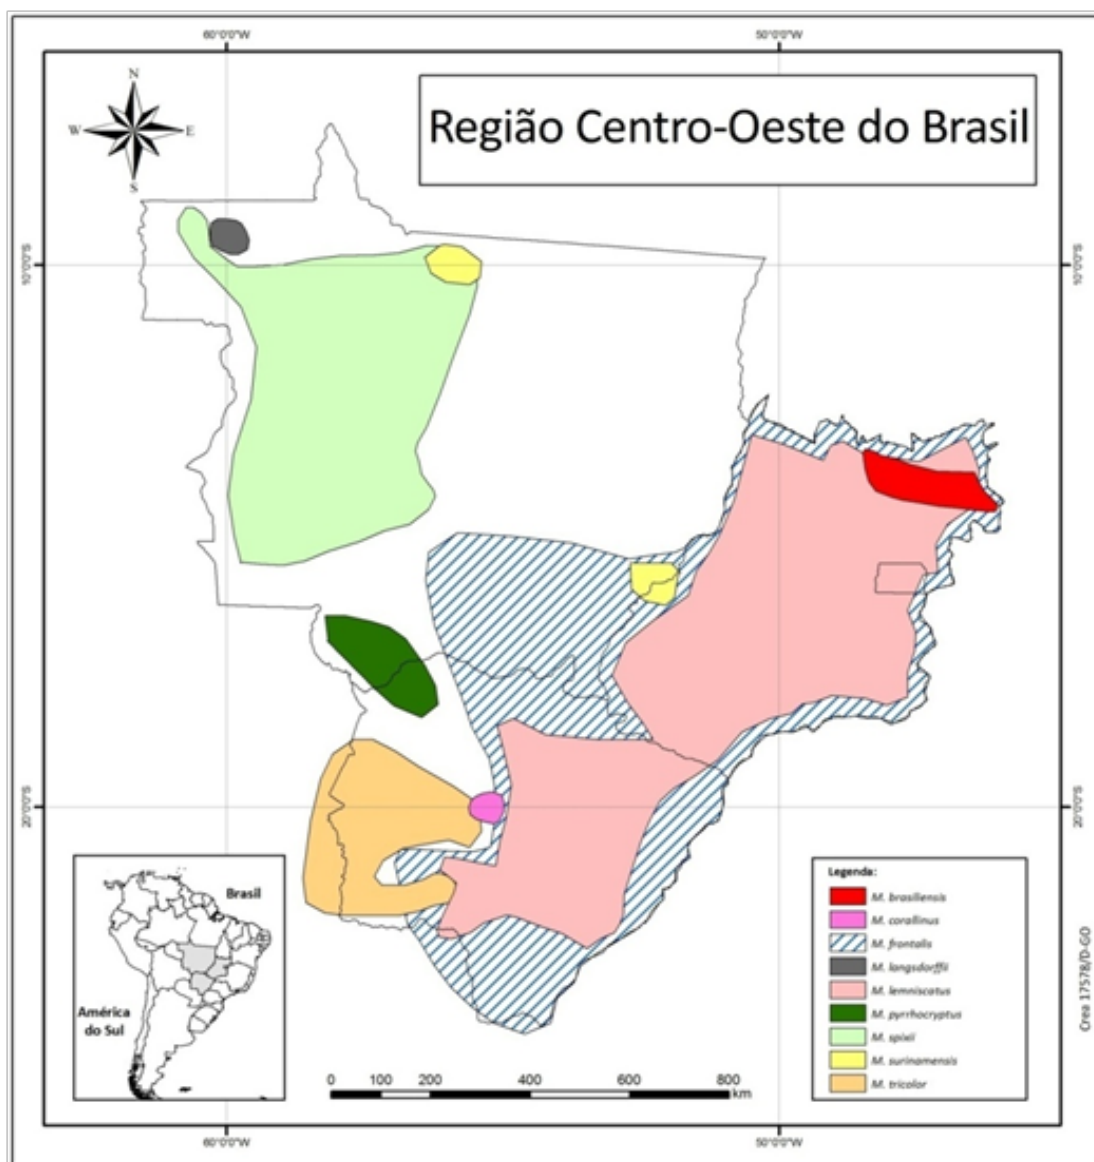 60°0'0"W
50°0'0"W
N
W
E
S
Região Centro-Oeste do Brasil
10°0'0"S
10°0'0"S
20°0'0"S
20°0'0"S
Brasil
América
do Sul
0 100 200 400 600 800
km
Legenda:
M. brasiliensis
M. corallinus
M. frontalis
M. langsdorffii
M. lemniscatus
M. pyrrhocryptus
M. spixii
M. surinamensis
M. tricolor
Crea 17578/D-GO
60°0'0"W
50°0'0"W